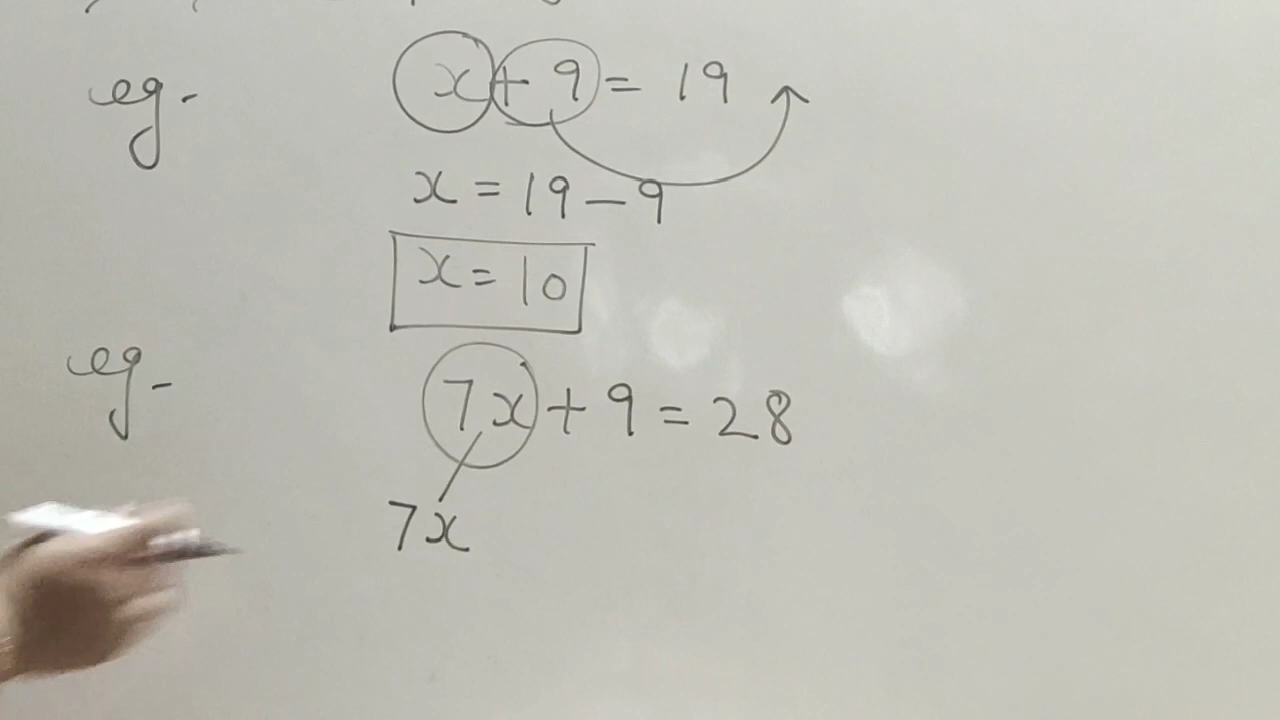 eg- x + 9 = 19
x = 19 - 9
x = 10
eg- 7x + 9 = 28
7x